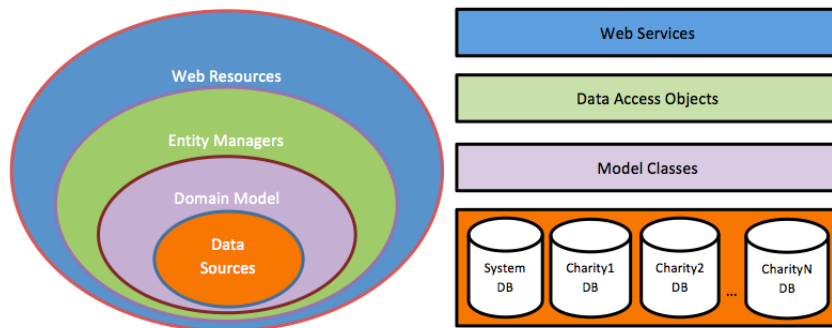 Web Resources
Entity Managers
Domain Model
Data
Sources
Web Services
Data Access Objects
Model Classes
System
DB
Charity1
DB
Charity2
DB
...
CharityN
DB